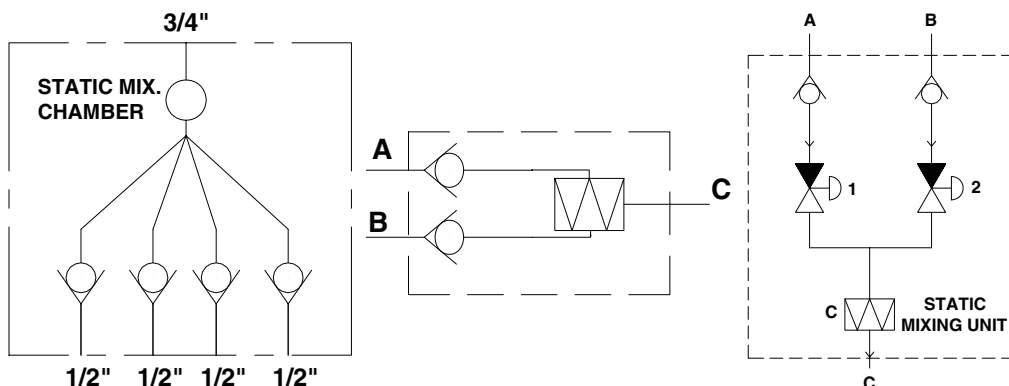 3/4"
STATIC MIX.
CHAMBER
1/2" 1/2" 1/2" 1/2"
A
B
C
A B
1 2
C
STATIC
MIXING UNIT
C